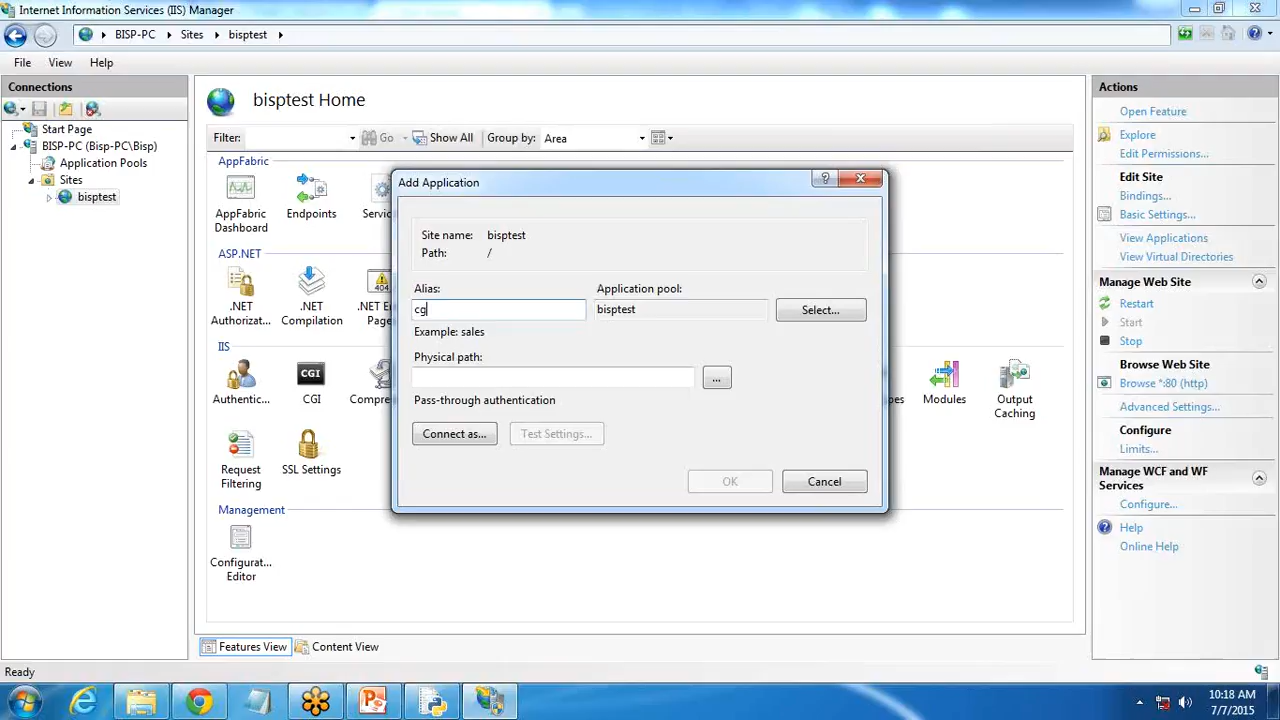 Internet Information Services (IIS) Manager
BISP-PC
Sites
bisptest
File
View
Help
Connections
Start Page
BISP-PC (Bisp-PC\Bisp)
Application Pools
Sites
bisptest
bisptest Home
Filter:
Go
Show All
Group by:
Area
AppFabric
AppFabric
Dashboard
Endpoints
Servic
ASP.NET
.NET
Authorizat...
.NET
Compilation
.NET E
Page
404
IIS
Authentic...
CGI
CGI
Compre
Modules
Output
Caching
Request
Filtering
SSL Settings
Management
Configurat...
Editor
Features View
Content View
Add Application
Site name:
bisptest
Path:
/
Alias:
Application pool:
cg
bisptest
Select...
Example: sales
Physical path:
...
Pass-through authentication
Connect as...
Test Settings...
OK
Cancel
Actions
Open Feature
Explore
Edit Permissions...
Edit Site
Bindings...
Basic Settings...
View Applications
View Virtual Directories
Manage Web Site
Restart
Start
Stop
Browse Web Site
Browse *:80 (http)
Advanced Settings...
Configure
Limits...
Manage WCF and WF
Services
Configure...
Help
Online Help
Ready
10:18 AM
7/7/2015